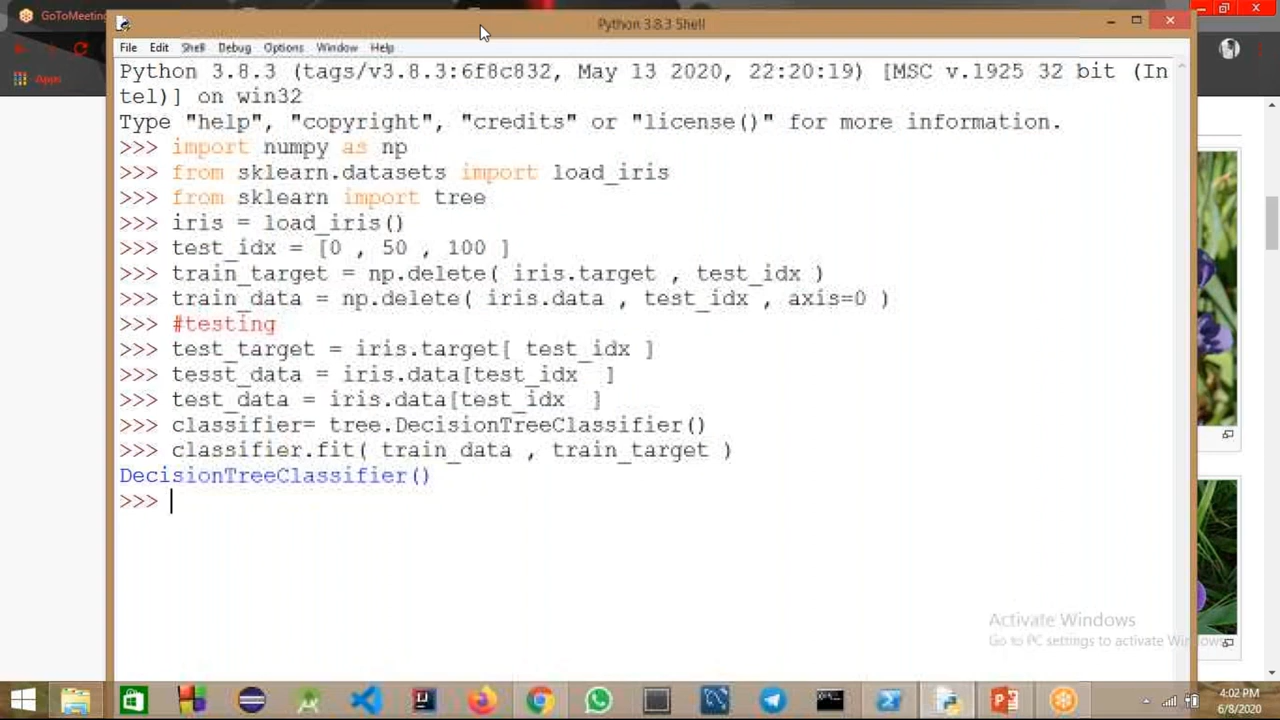 GoToMeeting
Python 3.8.3 Shell
Apps
File Edit Shell Debug Options Window Help
Python 3.8.3 (tags/v3.8.3:6f8c832, May 13 2020, 22:20:19) [MSC v.1925 32 bit (In
tel)] on win32
Type "help", "copyright", "credits" or "license()" for more information.
>>> import numpy as np
>>> from sklearn.datasets import load_iris
>>> from sklearn import tree
>>> iris = load_iris()
>>> test_idx = [0 , 50 , 100 ]
>>> train_target = np.delete( iris.target , test_idx )
>>> train_data = np.delete( iris.data , test_idx , axis=0 )
>>> #testing
>>> test_target = iris.target[ test_idx ]
>>> tesst_data = iris.data[test_idx  ]
>>> test_data = iris.data[test_idx  ]
>>> classifier= tree.DecisionTreeClassifier()
>>> classifier.fit( train_data , train_target )
DecisionTreeClassifier()
>>>
Activate Windows
Go to PC settings to activate Windows.
4:02 PM
6/8/2020